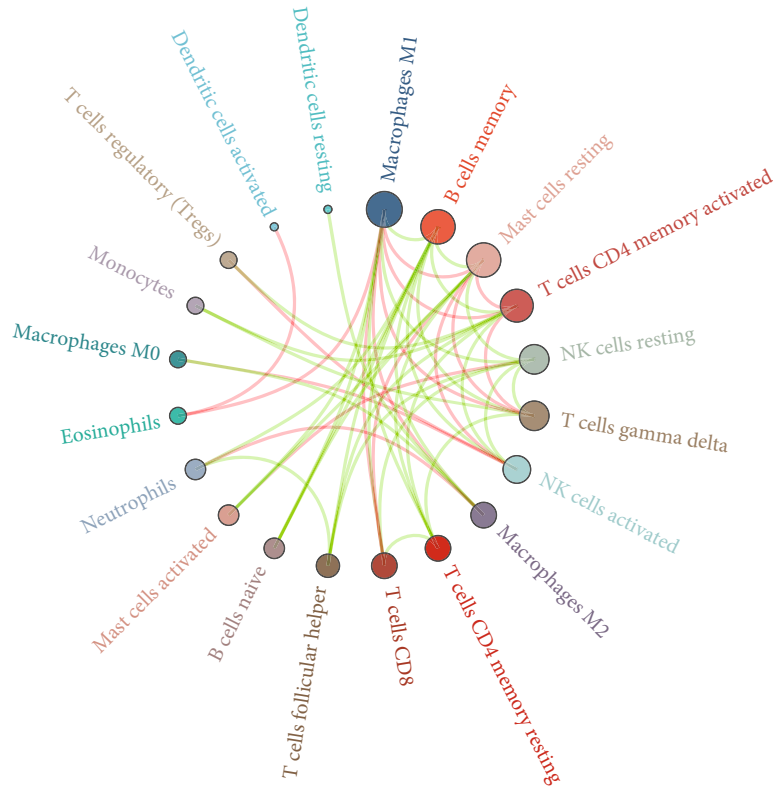 Macrophages M1
B cells memory
Mast cells resting
T cells CD4 memory activated
NK cells resting
T cells gamma delta
NK cells activated
Macrophages M2
T cells CD4 memory resting
T cells CD8
T cells follicular helper
B cells naive
Mast cells activated
Neutrophils
Eosinophils
Macrophages M0
Monocytes
T cells regulatory (Tregs)
Dendritic cells activated
Dendritic cells resting